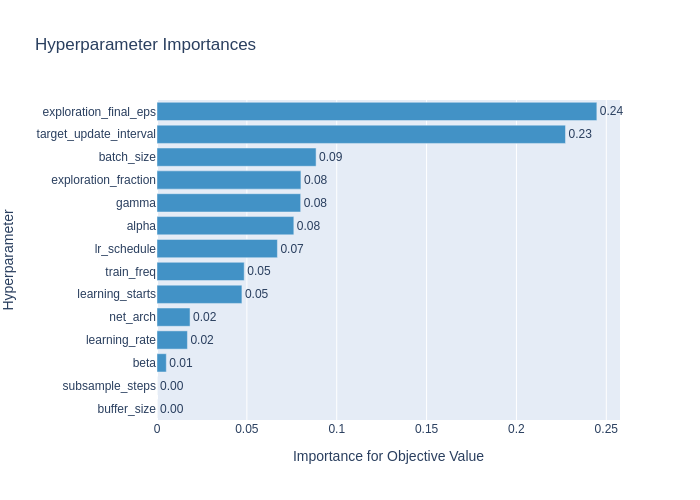 Hyperparameter Importances
exploration_final_eps 0.24
target_update_interval 0.23
batch_size 0.09
exploration_fraction 0.08
gamma 0.08
alpha 0.08
lr_schedule 0.07
train_freq 0.05
learning_starts 0.05
net_arch 0.02
learning_rate 0.02
beta 0.01
subsample_steps 0.00
buffer_size 0.00
0 0.05 0.1 0.15 0.2 0.25
Importance for Objective Value
Hyperparameter